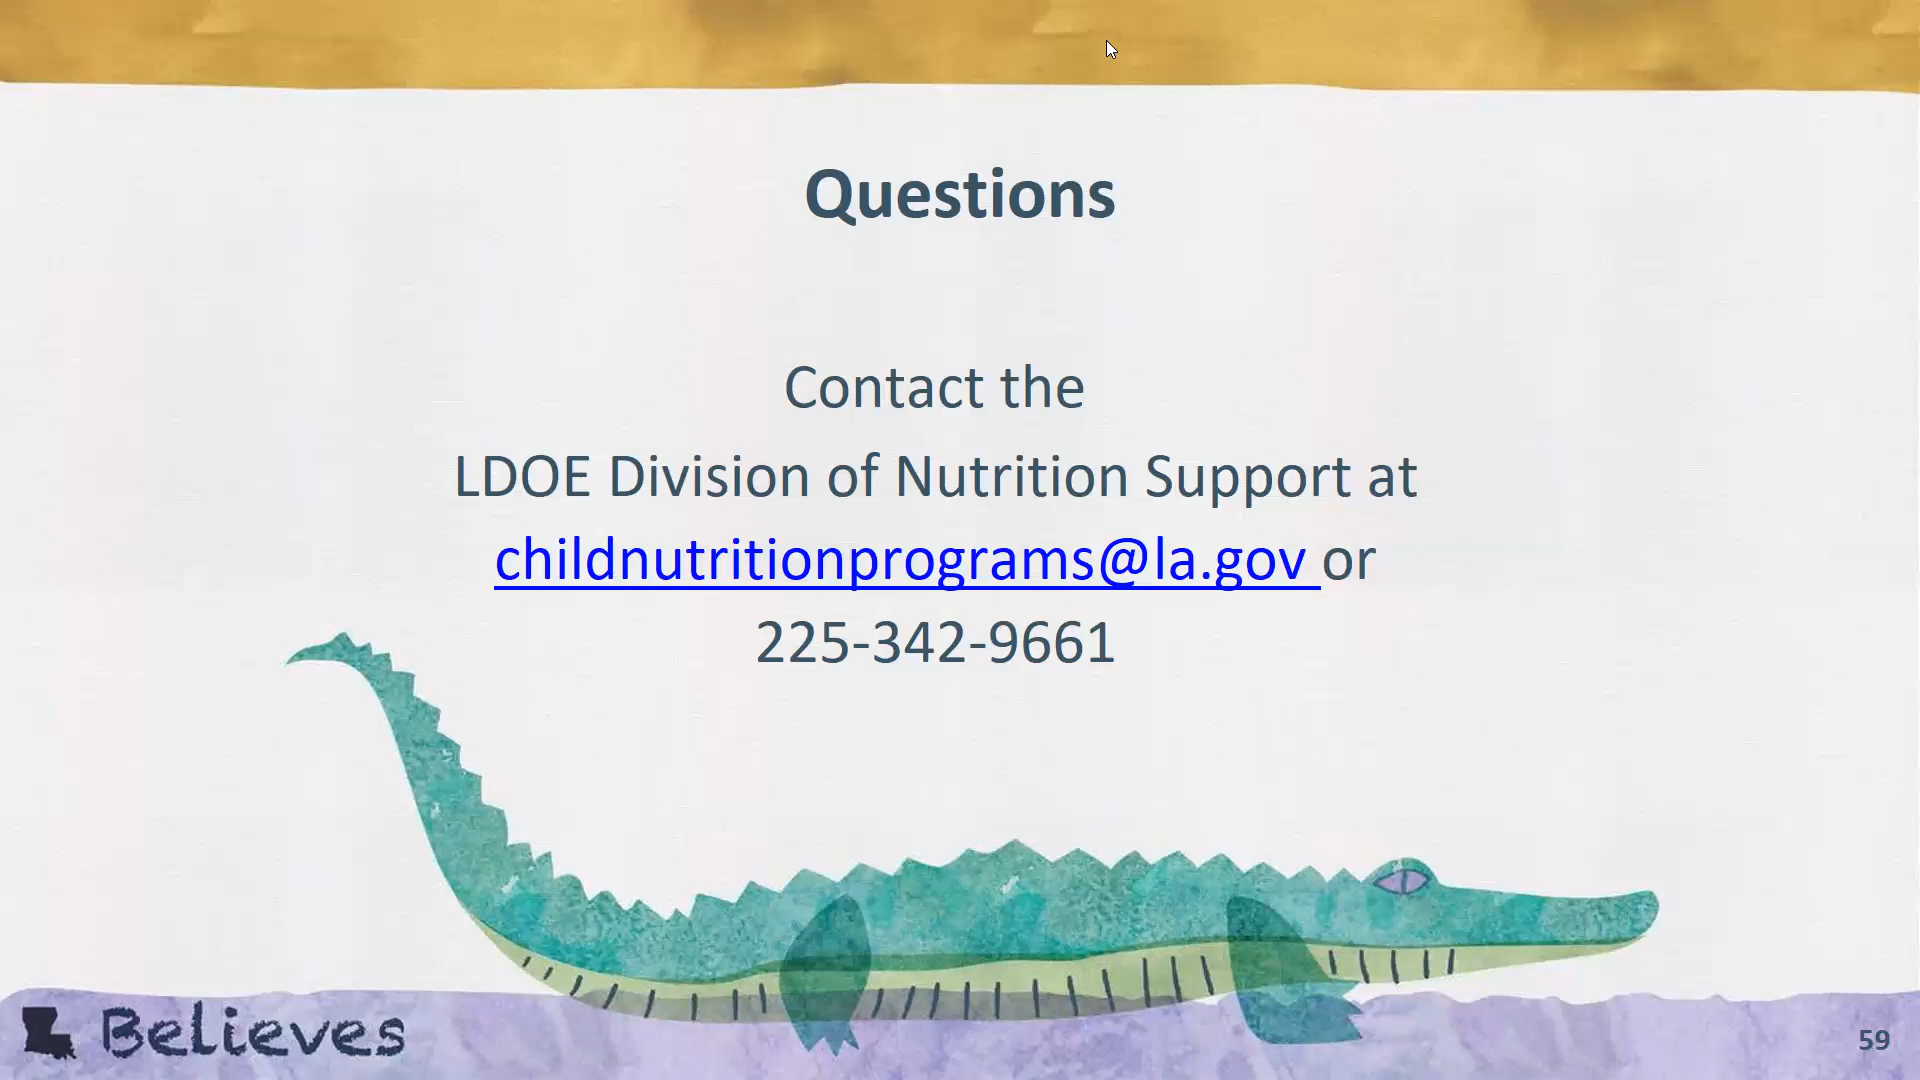 Questions
Contact the
LDOE Division of Nutrition Support at
childnutritionprograms@la.gov or
225-342-9661
Believes
59